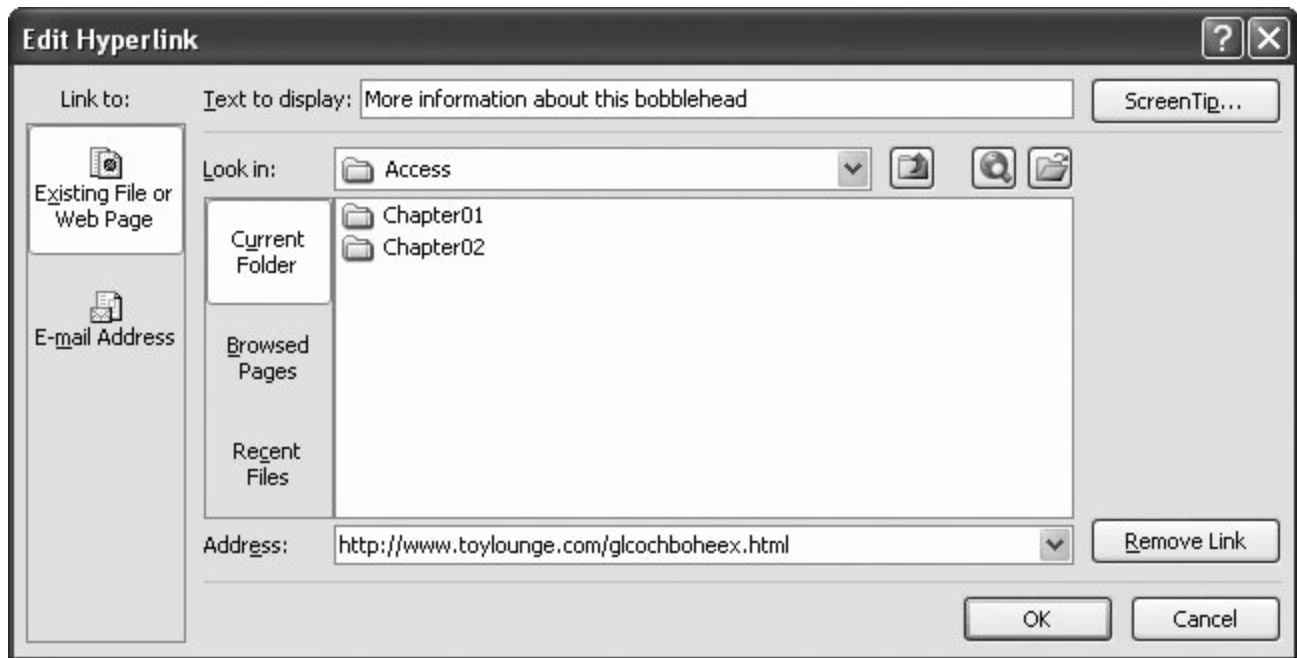 Edit Hyperlink
Link to:
Text to display: More information about this bobblehead
ScreenTip...
Existing File or
Web Page
E-mail Address
Look in: Access
Current
Folder
Browsed
Pages
Recent
Files
Chapter01
Chapter02
Address: http://www.toylounge.com/glcochboheex.html
Remove Link
OK
Cancel